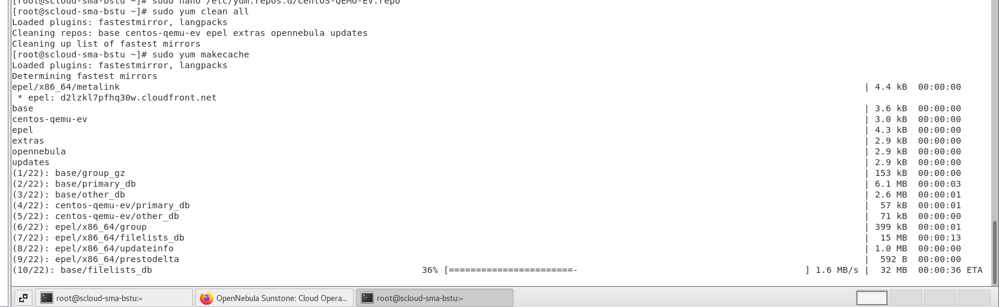 [root@scloud-sma-bstu ~]# sudo nano /etc/yum.repos.d/CentOS-QEMU-EV.repo
[root@scloud-sma-bstu ~]# sudo yum clean all
Loaded plugins: fastestmirror, langpacks
Cleaning repos: base centos-qemu-ev epel extras opennebula updates
Cleaning up list of fastest mirrors
[root@scloud-sma-bstu ~]# sudo yum makecache
Loaded plugins: fastestmirror, langpacks
Determining fastest mirrors
epel/x86_64/metalink | 4.4 kB 00:00:00
* epel: d2lzkl7pfhq30w.cloudfront.net
base | 3.6 kB 00:00:00
centos-qemu-ev | 3.0 kB 00:00:00
epel | 4.3 kB 00:00:00
extras | 2.9 kB 00:00:00
opennebula | 2.9 kB 00:00:00
updates | 2.9 kB 00:00:00
(1/22): base/group_gz | 153 kB 00:00:00
(2/22): base/primary_db | 6.1 MB 00:00:03
(3/22): base/other_db | 2.6 MB 00:00:01
(4/22): centos-qemu-ev/primary_db | 57 kB 00:00:01
(5/22): centos-qemu-ev/other_db | 71 kB 00:00:00
(6/22): epel/x86_64/group | 399 kB 00:00:01
(7/22): epel/x86_64/filelists_db | 15 MB 00:00:13
(8/22): epel/x86_64/updateinfo | 1.0 MB 00:00:00
(9/22): epel/x86_64/prestodelta | 592 B 00:00:00
(10/22): base/filelists_db 36% [=======================- ] 1.6 MB/s | 32 MB 00:00:36 ETA
root@scloud-sma-bstu:~ OpenNebula Sunstone: Cloud Opera... root@scloud-sma-bstu:~